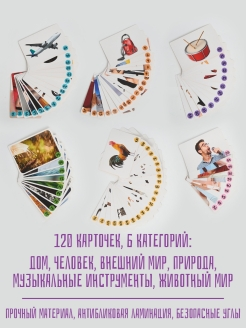 120 КАРТОЧЕК, 6 КАТЕГОРИЙ:
ДОМ, ЧЕЛОВЕК, ВНЕШНИЙ МИР, ПРИРОДА,
МУЗЫКАЛЬНЫЕ ИНСТРУМЕНТЫ, ЖИВОТНЫЙ МИР
ПРОЧНЫЙ МАТЕРИАЛ, АНТИБЛИКОВАЯ ЛАМИНАЦИЯ, БЕЗОПАСНЫЕ УГЛЫ